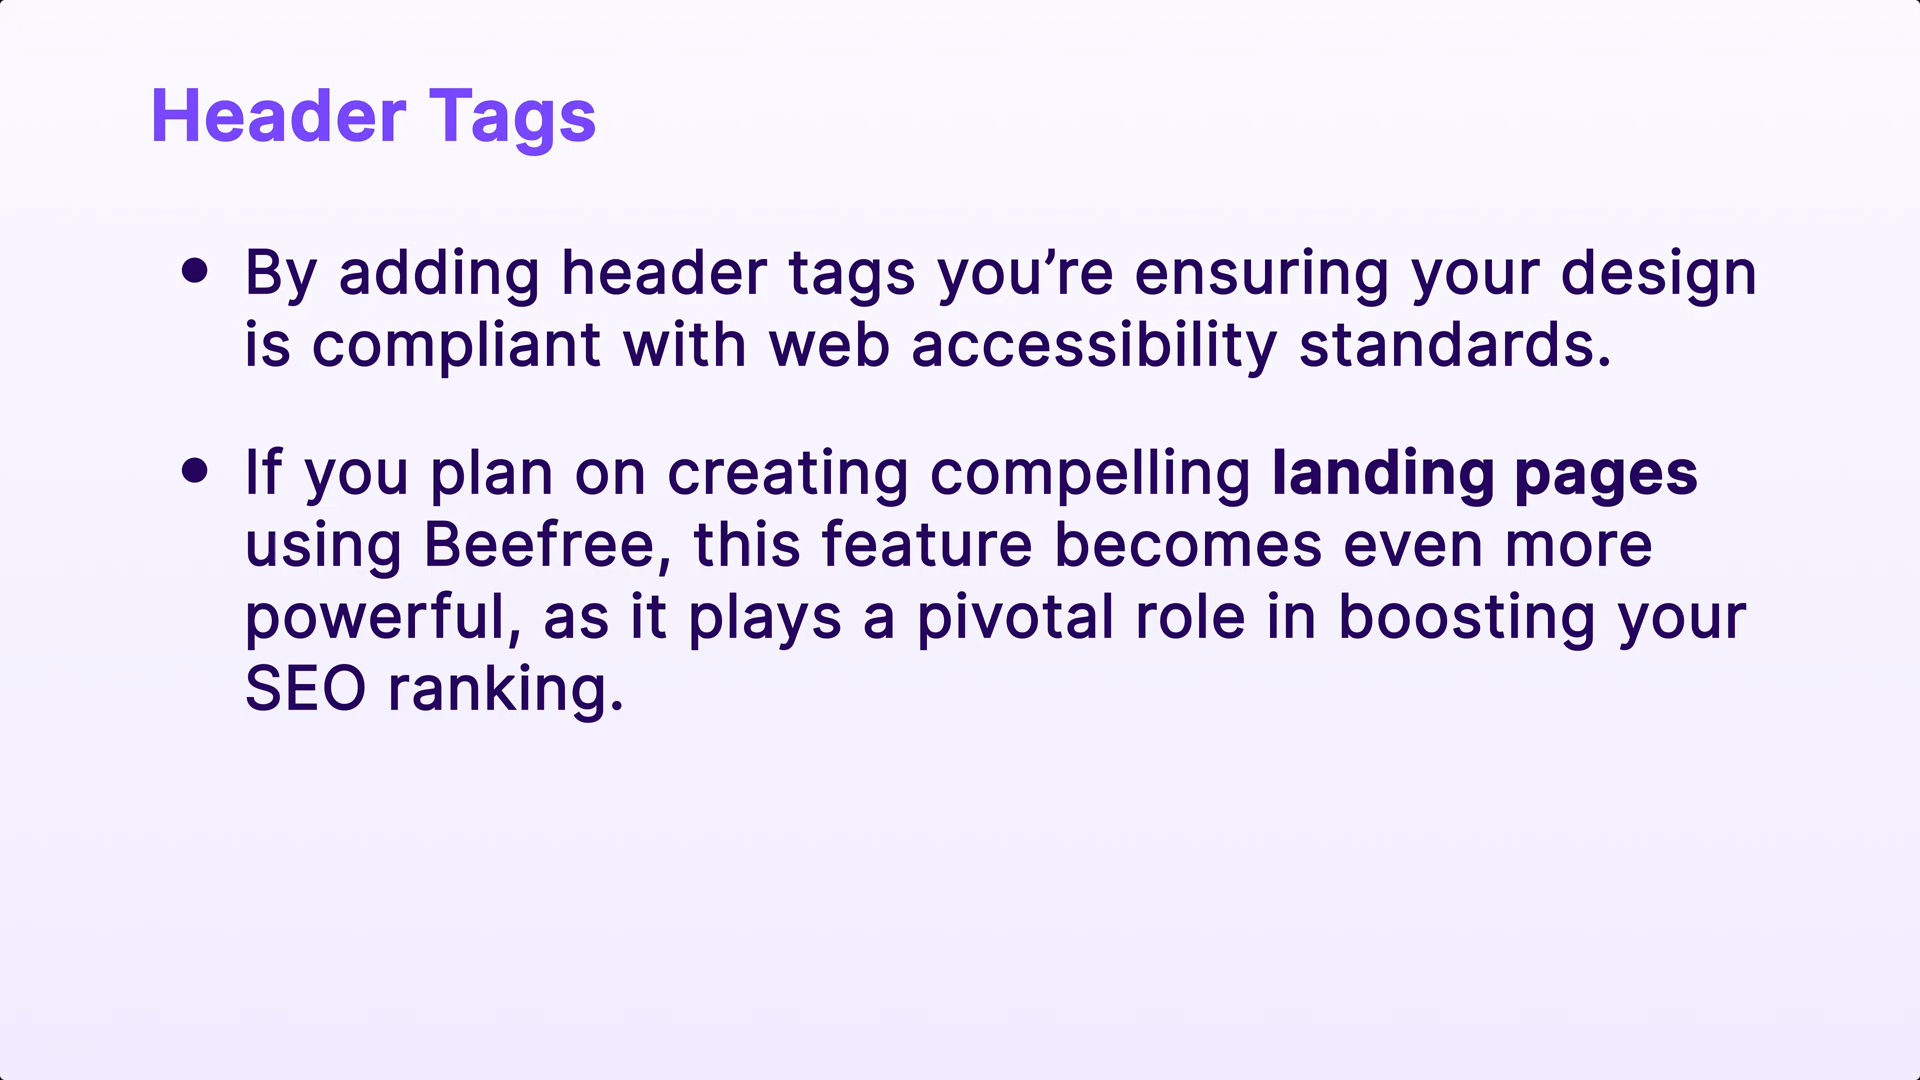 Header Tags
• By adding header tags you’re ensuring your design
is compliant with web accessibility standards.
• If you plan on creating compelling landing pages
using Beefree, this feature becomes even more
powerful, as it plays a pivotal role in boosting your
SEO ranking.